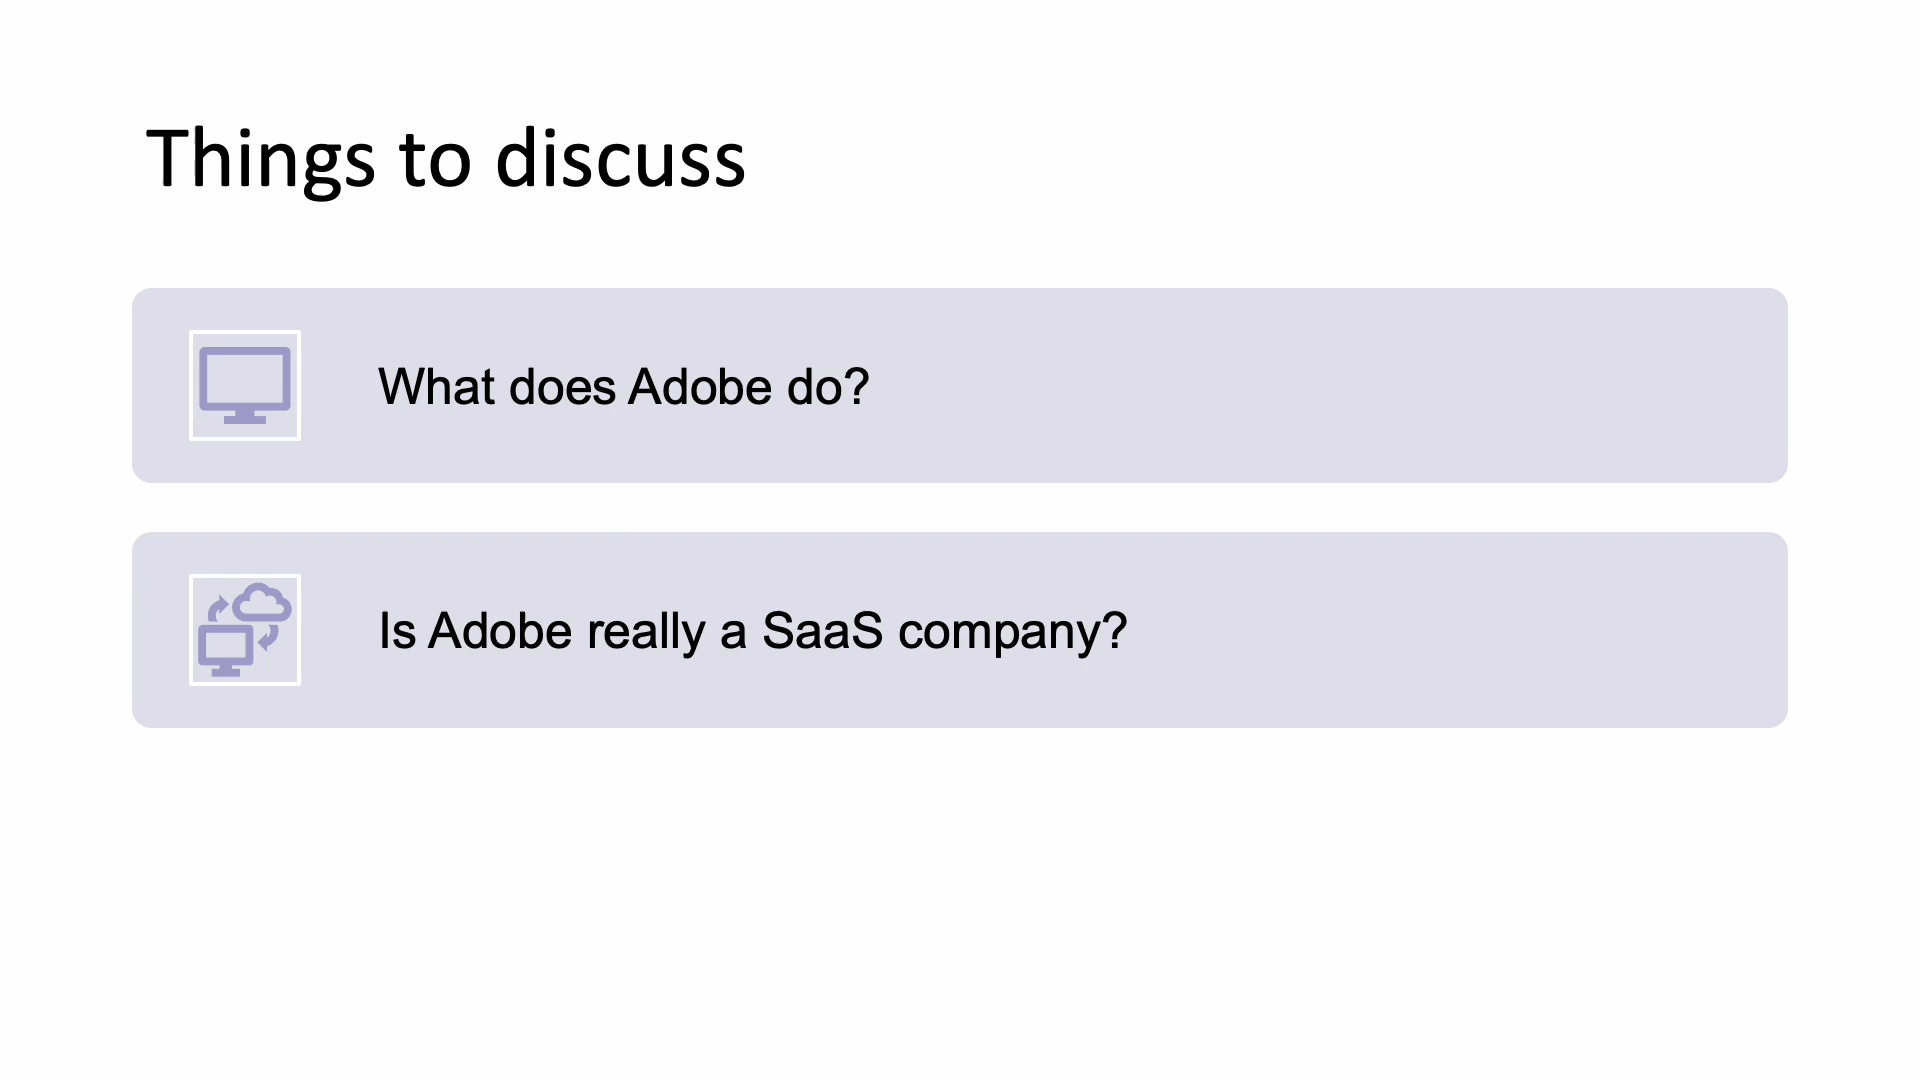 Things to discuss
What does Adobe do?
Is Adobe really a SaaS company?